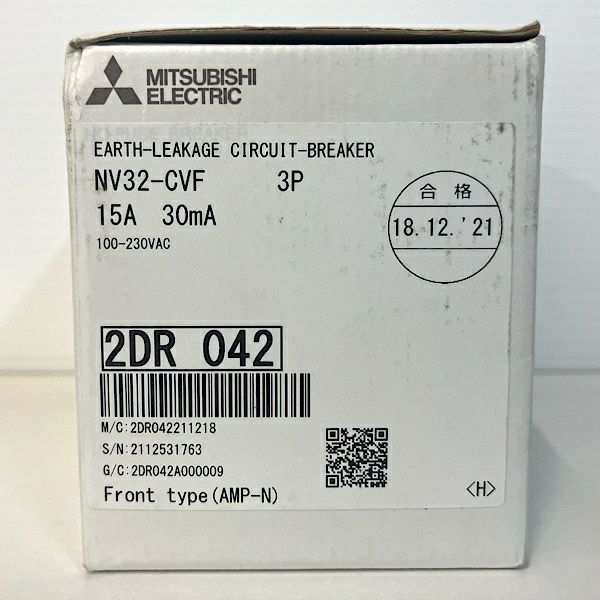 MITSUBISHI
ELECTRIC
EARTH-LEAKAGE CIRCUIT-BREAKER
NV32-CVF 3P
15A 30mA
100-230VAC
合格
18.12.'21
2DR 042
M/C:2DR042211218
S/N:2112531763
G/C:2DR042A000009
Front type(AMP-N)
<H>